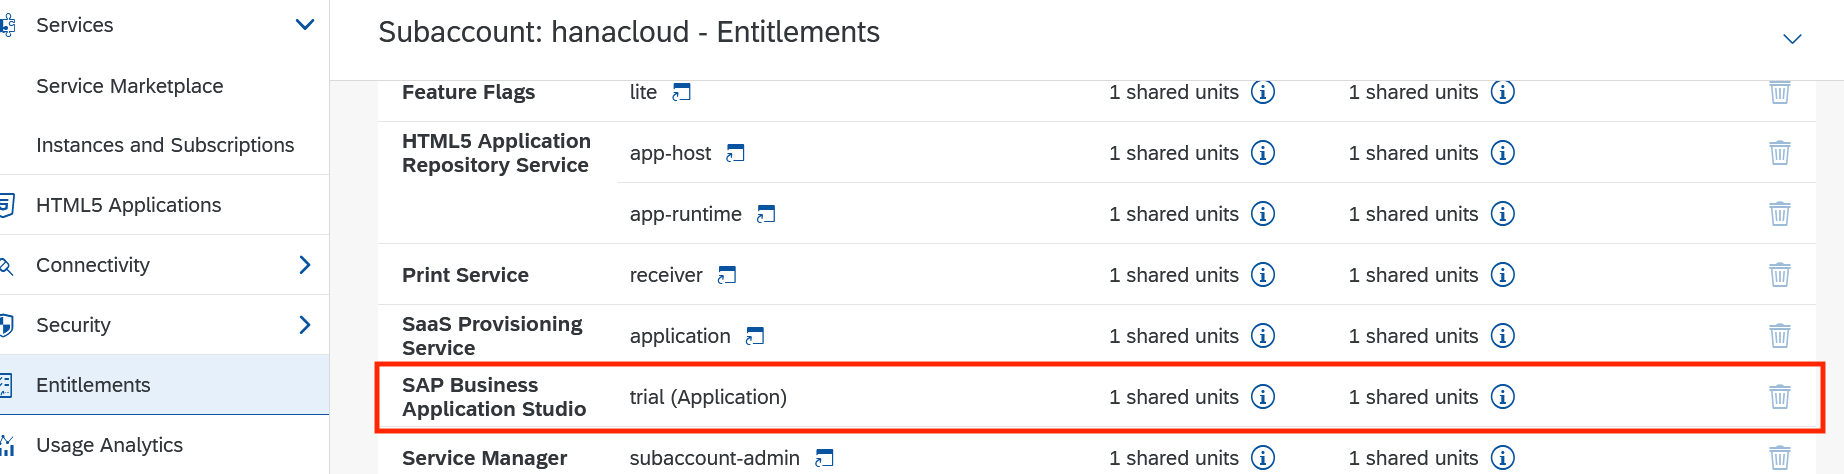 Services
Service Marketplace
Instances and Subscriptions
HTML5 Applications
Connectivity
Security
Entitlements
Usage Analytics
Subaccount: hanacloud - Entitlements
Feature Flags lite 1 shared units 1 shared units
HTML5 Application
Repository Service app-host 1 shared units 1 shared units
app-runtime 1 shared units 1 shared units
Print Service receiver 1 shared units 1 shared units
SaaS Provisioning
Service application 1 shared units 1 shared units
SAP Business
Application Studio trial (Application) 1 shared units 1 shared units
Service Manager subaccount-admin 1 shared units 1 shared units